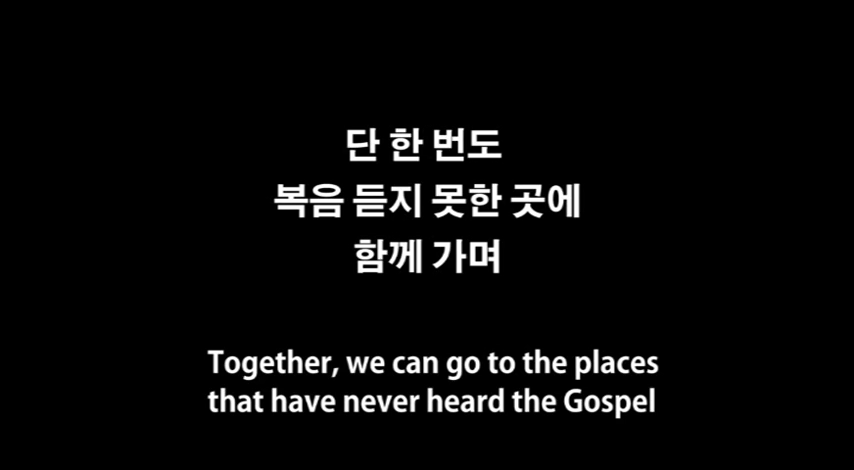 단 한 번도
복음 듣지 못한 곳에
함께 가며
Together, we can go to the places
that have never heard the Gospel